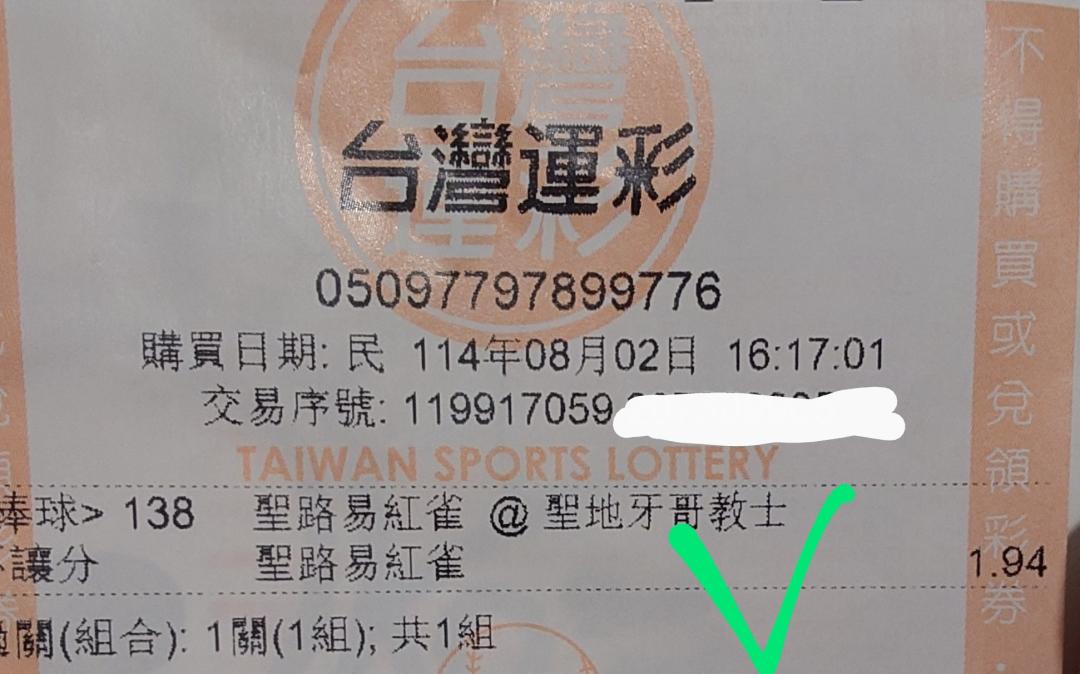 台灣運彩
05097797899776
購買日期: 民 114年08月02日 16:17:01
交易序號: 119917059
TAIWAN SPORTS LOTTERY
棒球> 138 聖路易紅雀 @ 聖地牙哥教士
不讓分 聖路易紅雀 1.94
過關(組合): 1關(1組); 共1組
不得購買或兌領彩券.